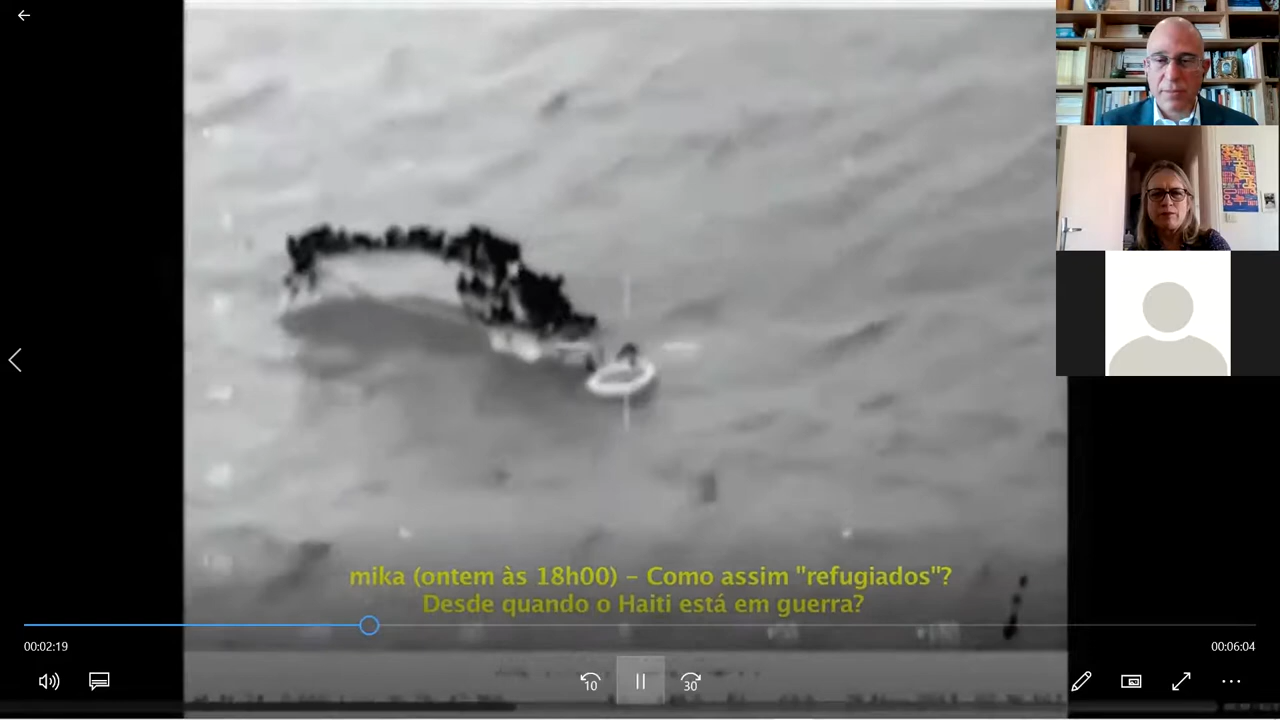 mika (ontem às 18h00) – Como assim "refugiados"?
Desde quando o Haiti está em guerra?
00:02:19
00:06:04
10
30